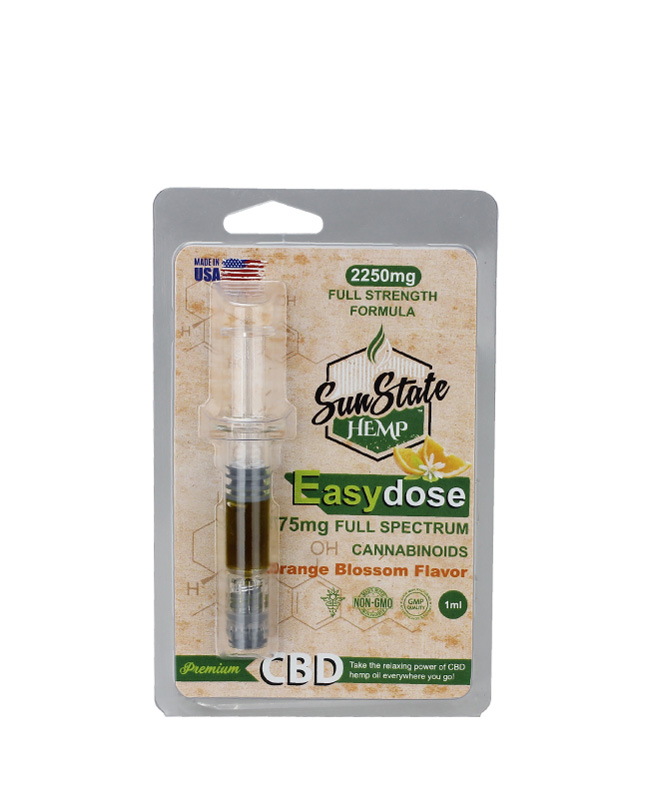 MADE IN
USA
2250mg
FULL STRENGTH
FORMULA
H
H
SunState
HEMP
Easydose
75mg FULL SPECTRUM
OH CANNABINOIDS
Orange Blossom Flavor
H
NON-GMO
GMP
QUALITY
1ml
Premium CBD
Take the relaxing power of CBD
hemp oil everywhere you go!